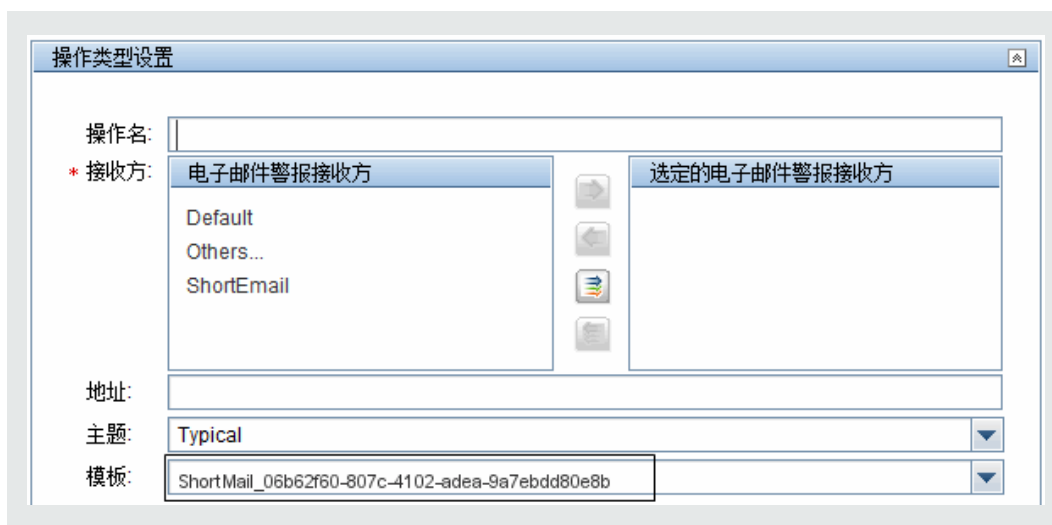 操作类型设置
操作名:
* 接收方:
电子邮件警报接收方
选定的电子邮件警报接收方
Default
Others...
ShortEmail
地址:
主题:
Typical
模板:
ShortMail_06b62f60-807c-4102-adea-9a7ebdd80e8b